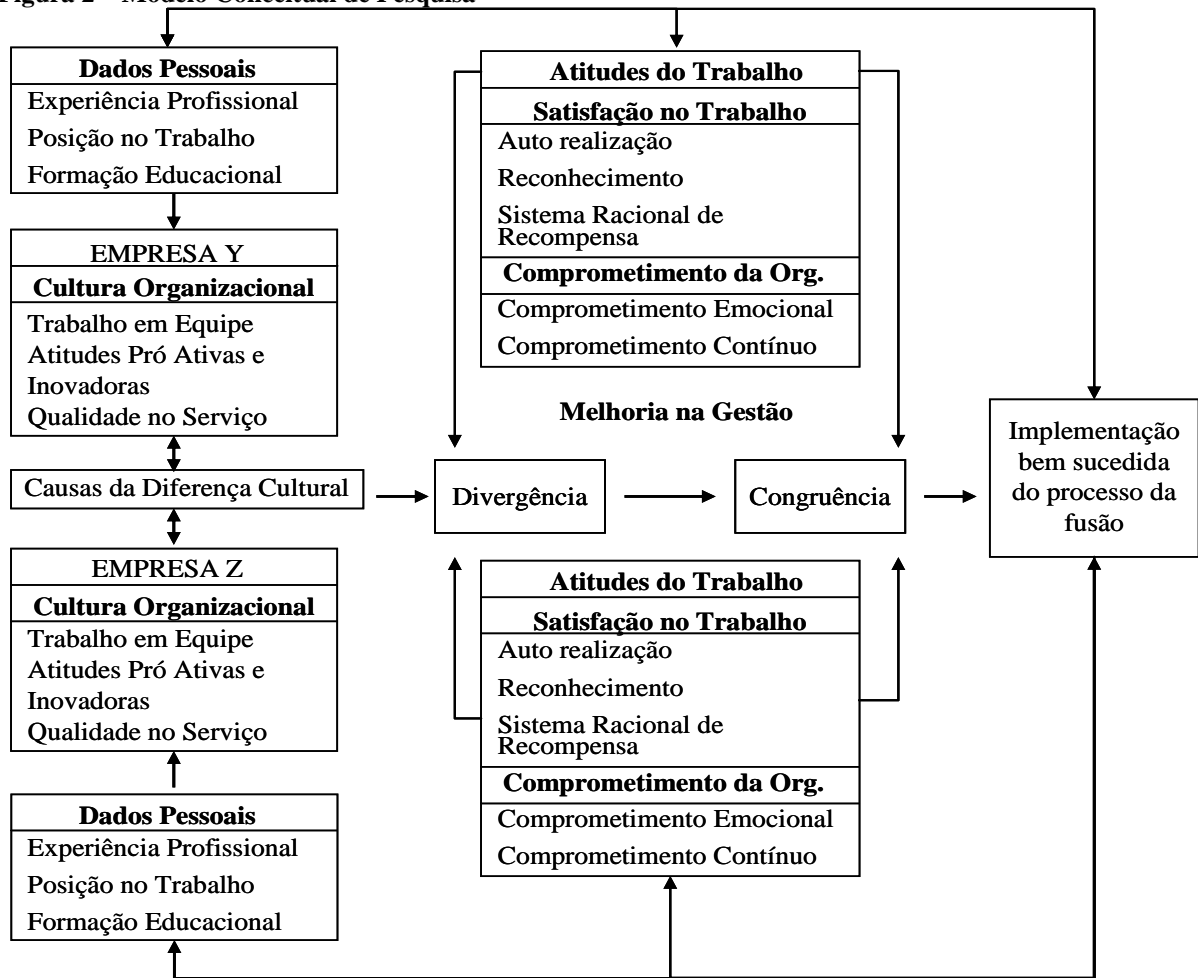 Figura 2 – Modelo Conceitual de Pesquisa
Dados Pessoais
Experiência Profissional
Posição no Trabalho
Formação Educacional
EMPRESA Y
Cultura Organizacional
Trabalho em Equipe
Atitudes Pró Ativas e
Inovadoras
Qualidade no Serviço
Causas da Diferença Cultural
EMPRESA Z
Cultura Organizacional
Trabalho em Equipe
Atitudes Pró Ativas e
Inovadoras
Qualidade no Serviço
Dados Pessoais
Experiência Profissional
Posição no Trabalho
Formação Educacional
Atitudes do Trabalho
Satisfação no Trabalho
Auto realização
Reconhecimento
Sistema Racional de
Recompensa
Comprometimento da Org.
Comprometimento Emocional
Comprometimento Contínuo
Melhoria na Gestão
Divergência
Congruência
Atitudes do Trabalho
Satisfação no Trabalho
Auto realização
Reconhecimento
Sistema Racional de
Recompensa
Comprometimento da Org.
Comprometimento Emocional
Comprometimento Contínuo
Implementação
bem sucedida
do processo da
fusão